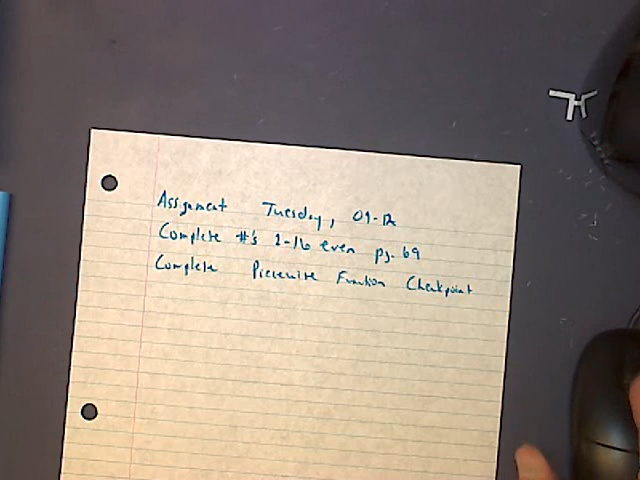 Assignment Tuesday, 09-12
Complete #'s 2-16 even pg. 69
Complete Piecewise Function Checkpoint